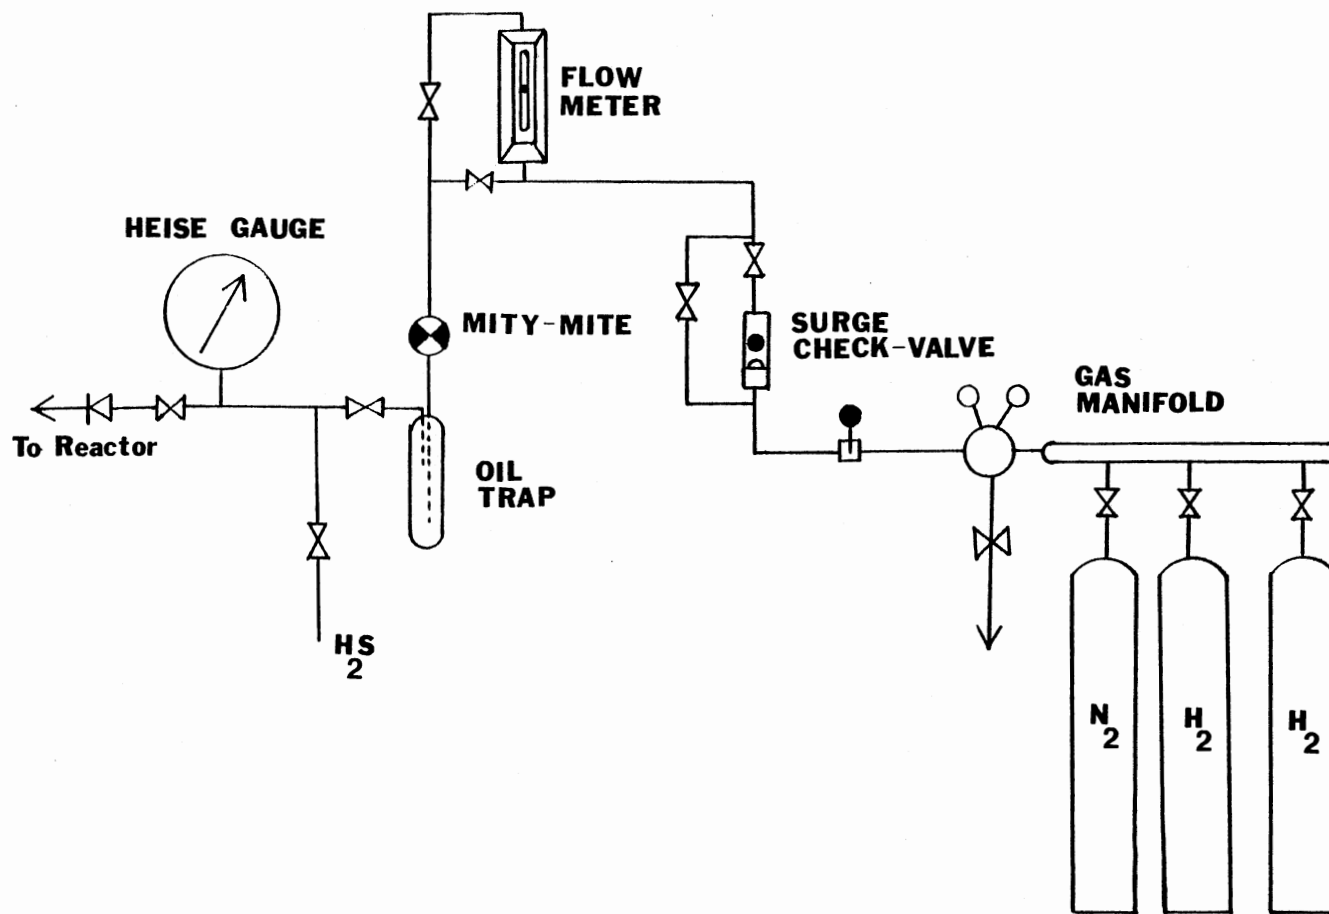 FLOW
METER
HEISE GAUGE
MITY-MITE
SURGE
CHECK-VALVE
GAS
MANIFOLD
To Reactor
OIL
TRAP
H S
2
N
2
H
2
H
2